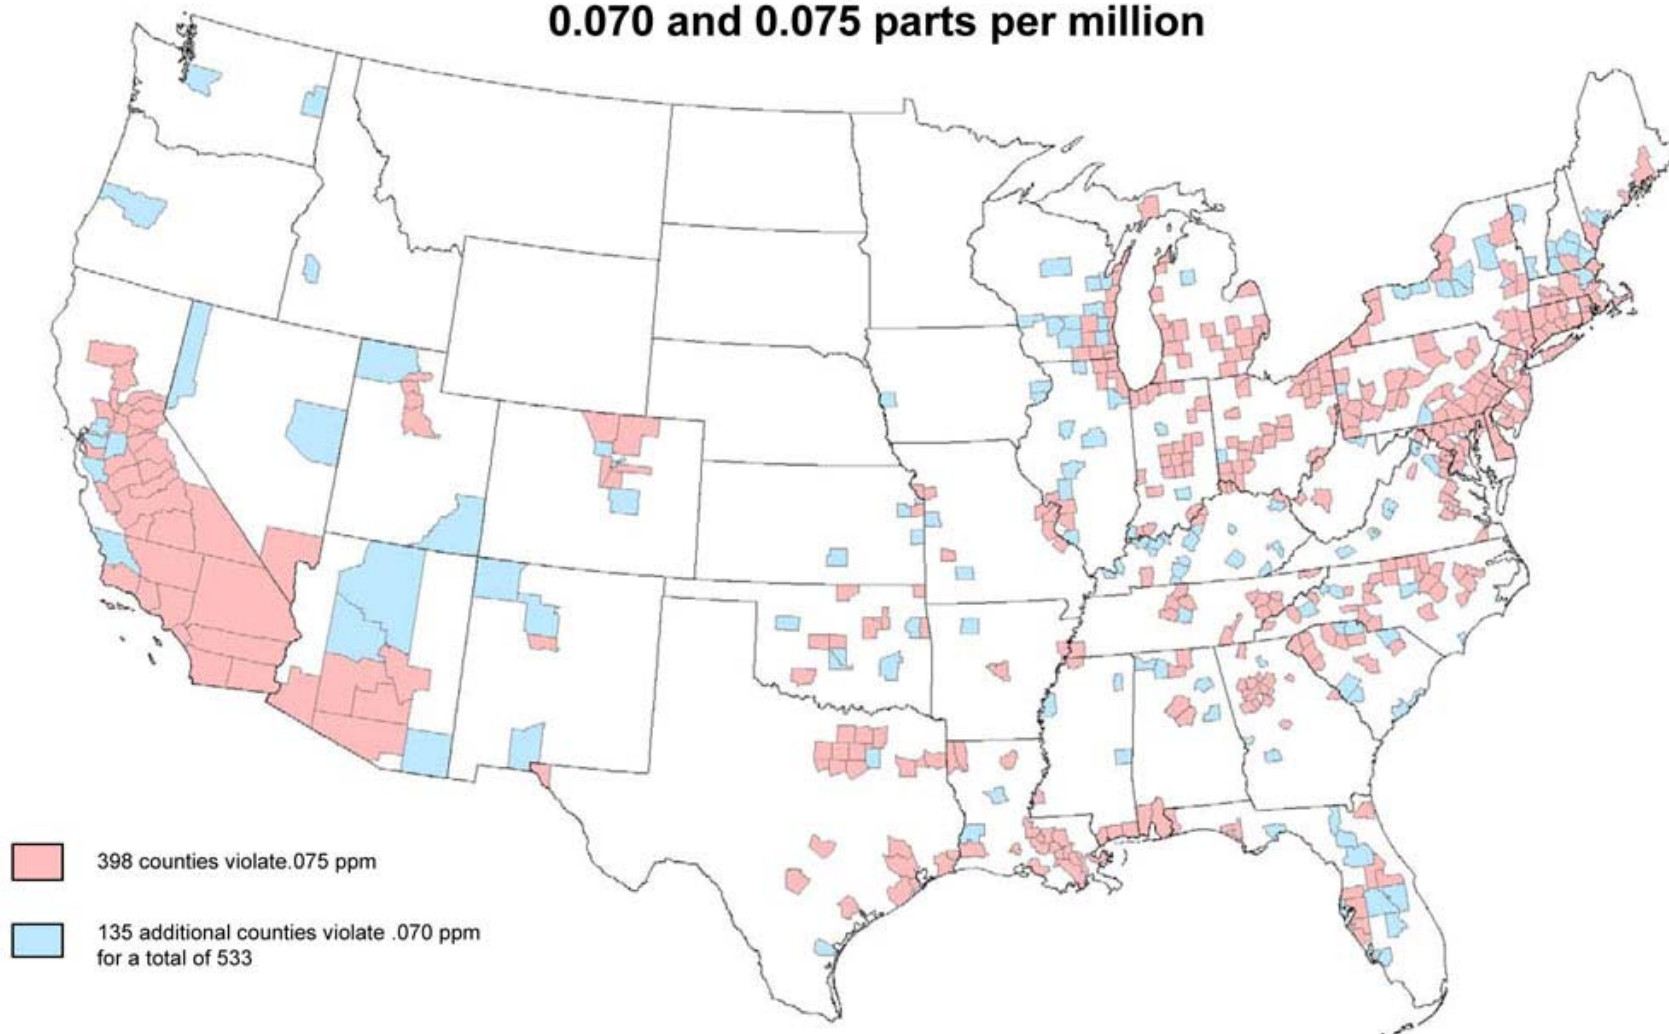 0.070 and 0.075 parts per million
398 counties violate.075 ppm
135 additional counties violate .070 ppm
for a total of 533